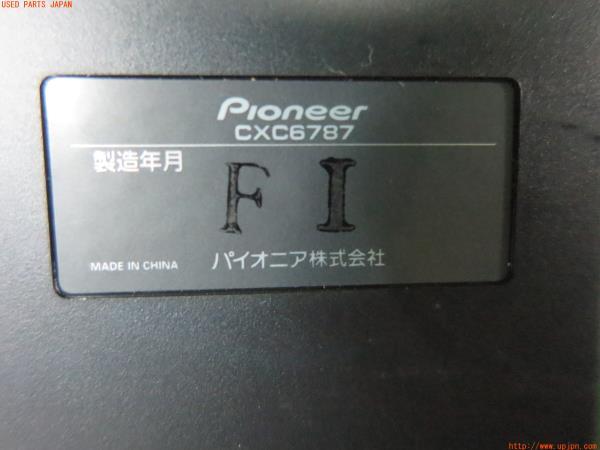 USED PARTS JAPAN
Pioneer
CXC6787
製造年月
F I
MADE IN CHINA パイオニア株式会社
http://www.upjpn.com/